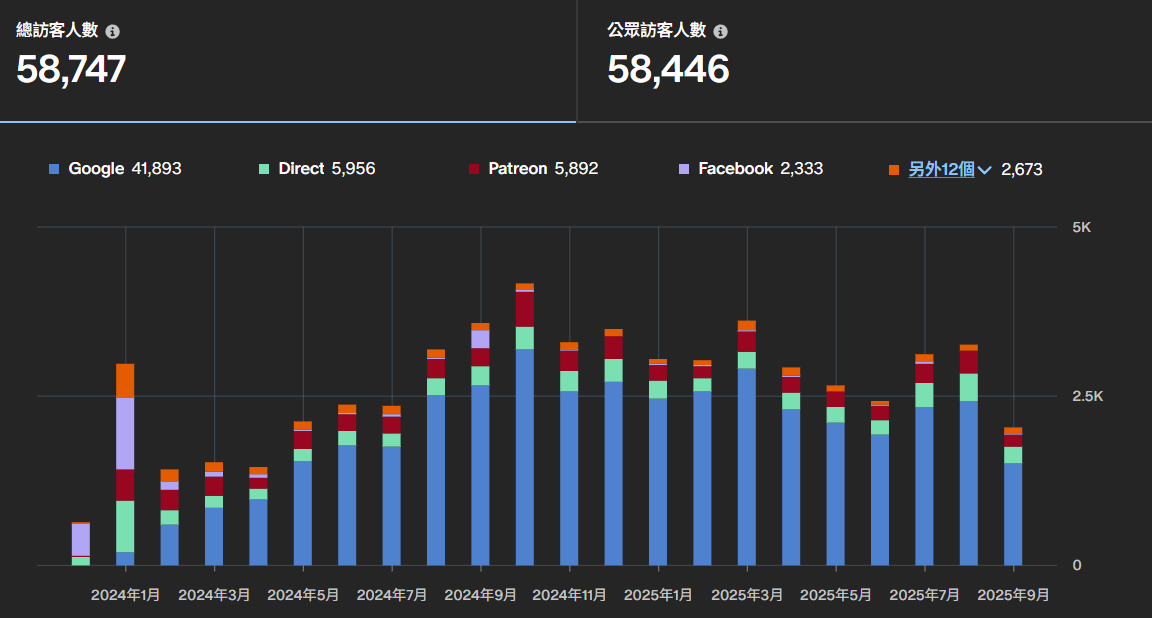 總訪客人數
58,747
公眾訪客人數
58,446
Google 41,893
Direct 5,956
Patreon 5,892
Facebook 2,333
另外12個 2,673
5K
2.5K
0
2024年1月 2024年3月 2024年5月 2024年7月 2024年9月 2024年11月 2025年1月 2025年3月 2025年5月 2025年7月 2025年9月